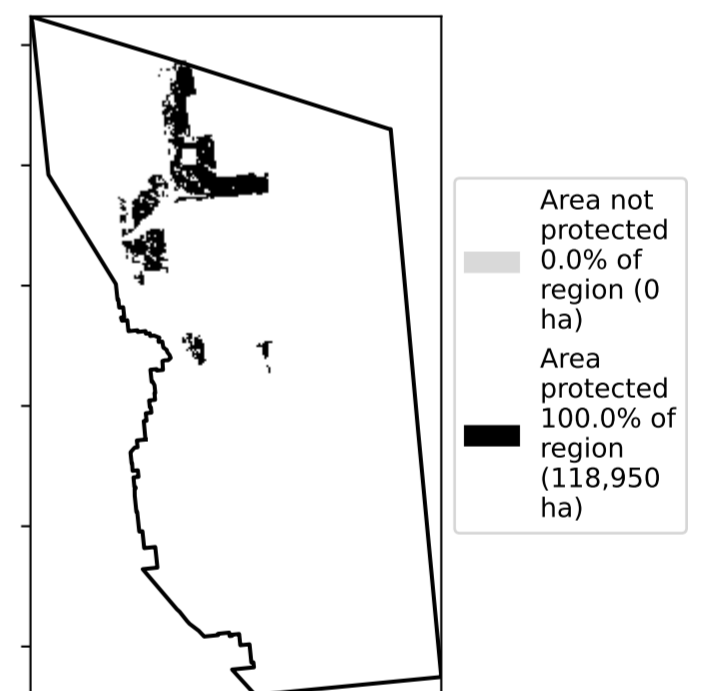 Area not
protected
0.0% of
region (0
ha)
Area
protected
100.0% of
region
(118,950
ha)